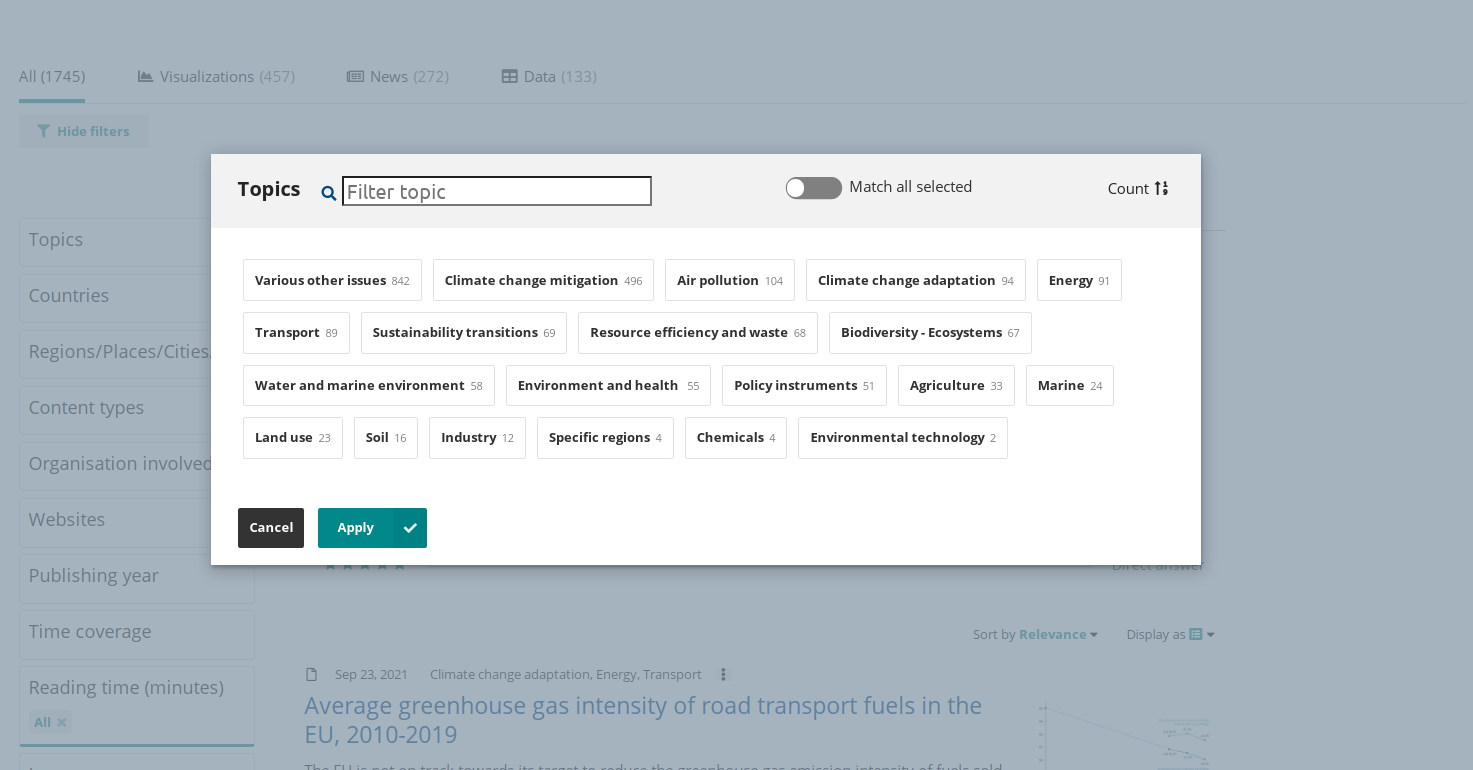 All (1745)
Visualizations (457)
News (272)
Data (133)
Hide filters
Topics
Filter topic
Match all selected
Count
Various other issues 842
Climate change mitigation 496
Air pollution 104
Climate change adaptation 94
Energy 91
Transport 89
Sustainability transitions 69
Resource efficiency and waste 68
Biodiversity - Ecosystems 67
Water and marine environment 58
Environment and health 55
Policy instruments 51
Agriculture 33
Marine 24
Land use 23
Soil 16
Industry 12
Specific regions 4
Chemicals 4
Environmental technology 2
Cancel
Apply
Topics
Countries
Regions/Places/Cities
Content types
Organisation involved
Websites
Publishing year
Time coverage
Reading time (minutes)
All
Direct answer
Sort by Relevance
Display as
Sep 23, 2021
Climate change adaptation, Energy, Transport
Average greenhouse gas intensity of road transport fuels in the
EU, 2010-2019
The EU is not on track towards its target to reduce the greenhouse gas emission intensity of fuels sold